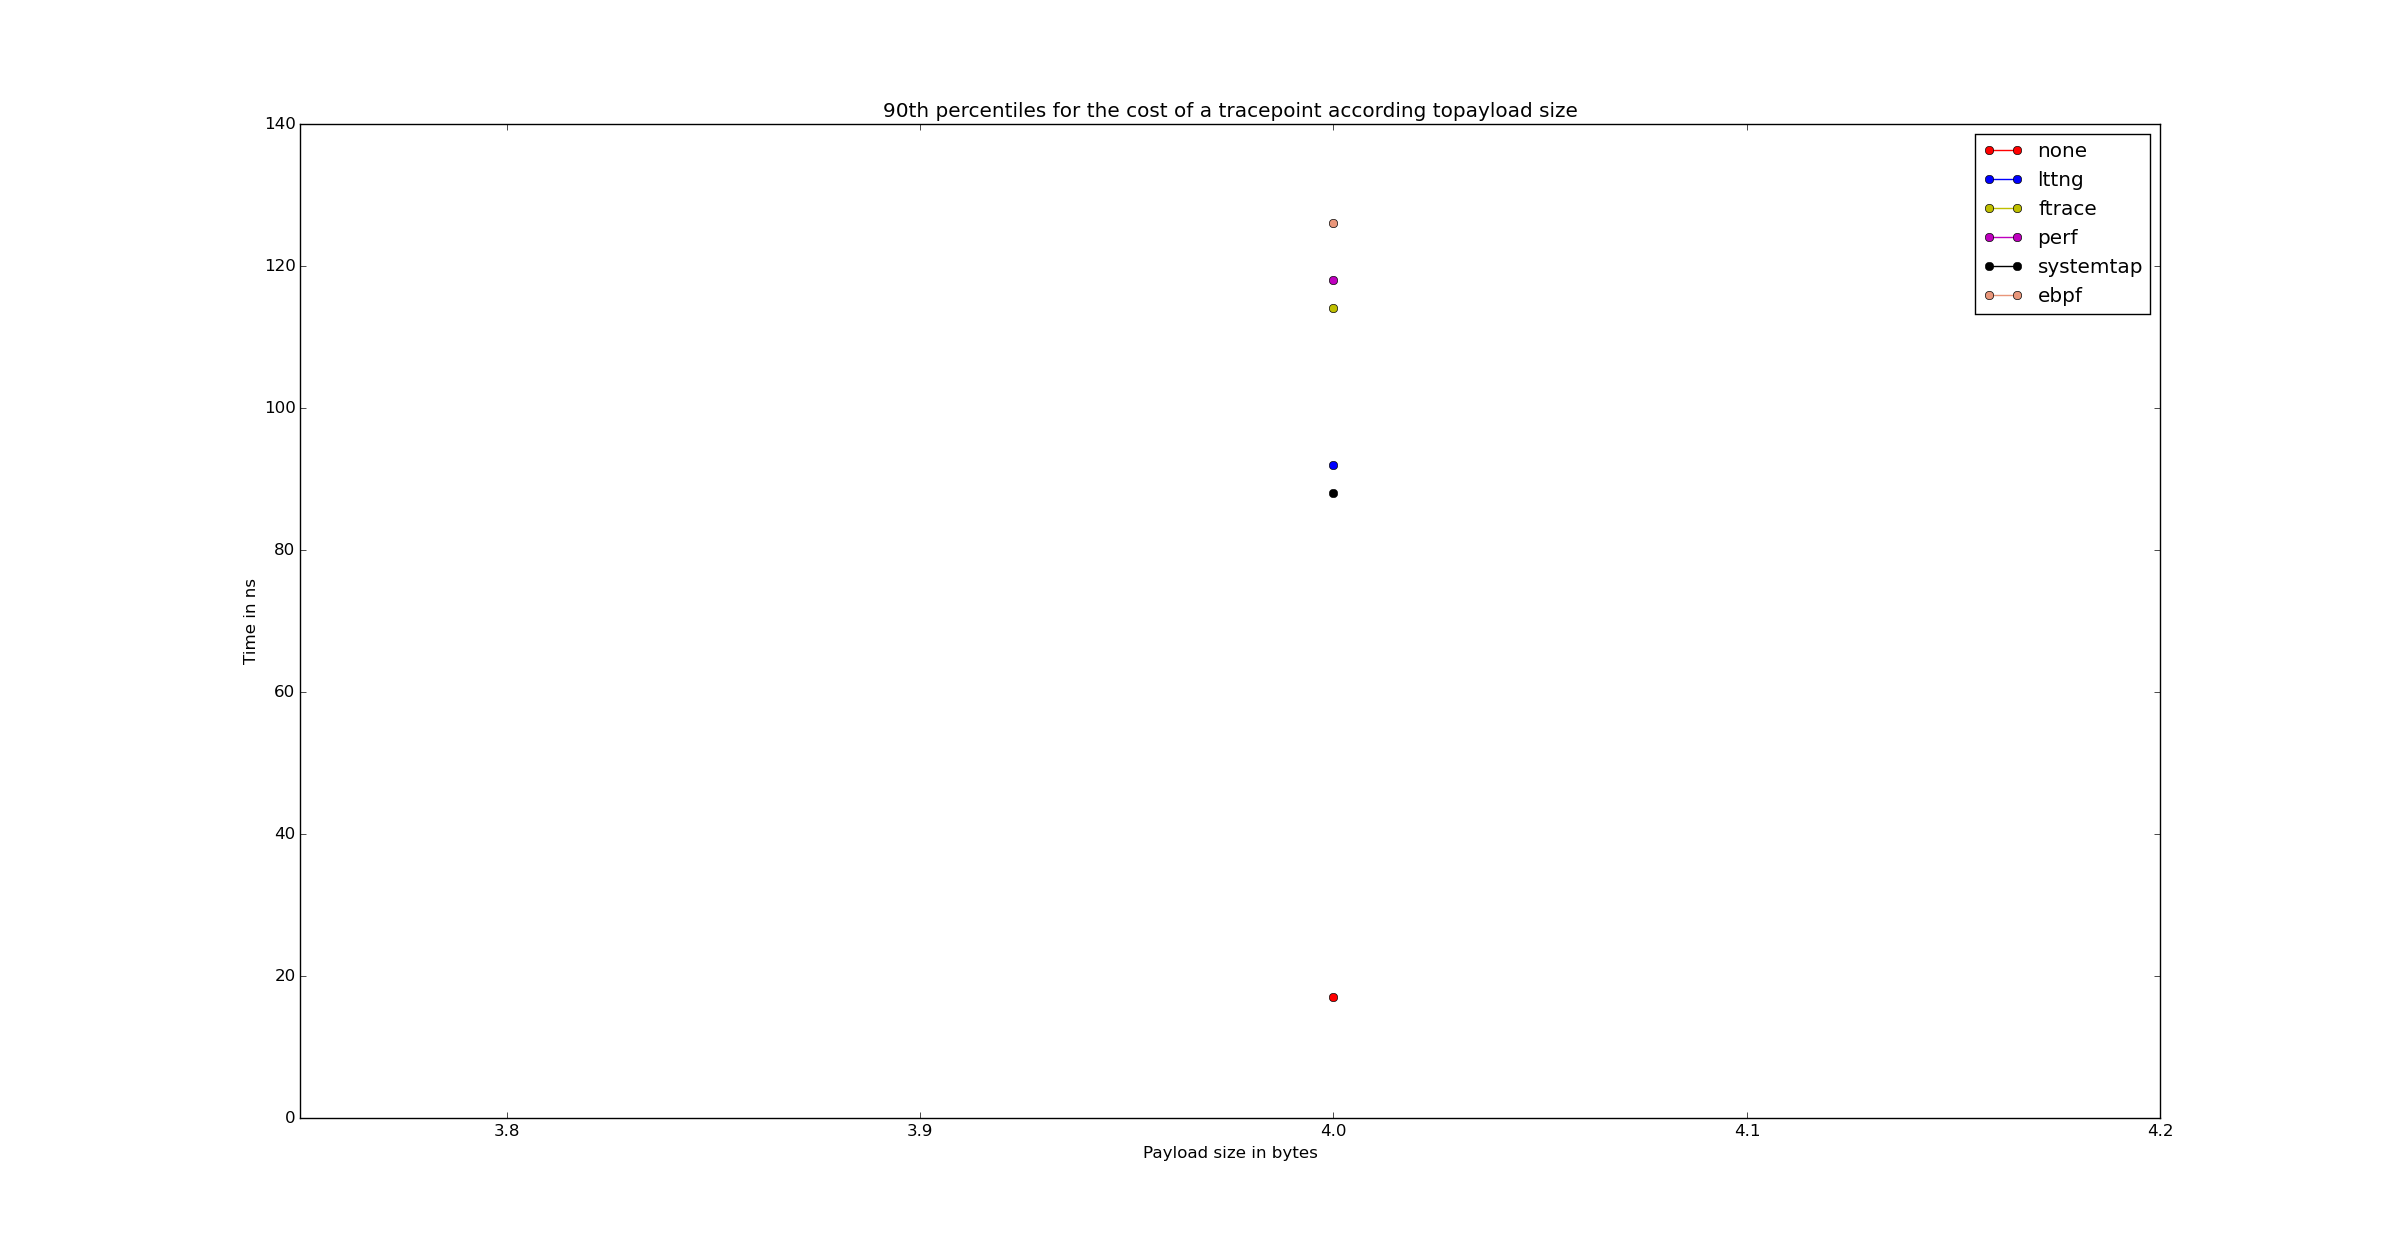 90th percentiles for the cost of a tracepoint according topayload size
140
120
100
80
60
40
20
0
Time in ns
3.8 3.9 4.0 4.1 4.2
Payload size in bytes
none
lttng
ftrace
perf
systemtap
ebpf